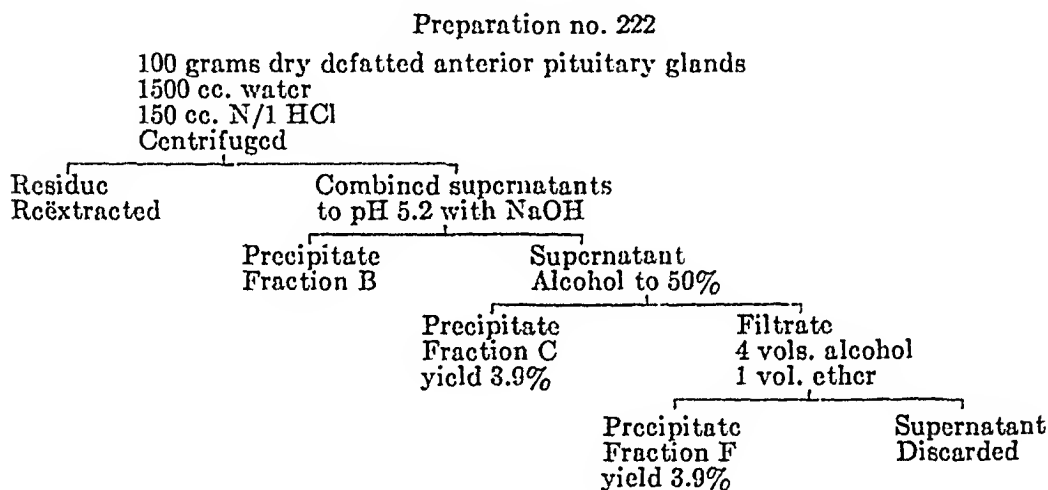 Preparation no. 222
100 grams dry defatted anterior pituitary glands
1500 cc. water
150 cc. N/1 HCl
Centrifuged
Residue
Reëxtracted
Combined supernatants
to pH 5.2 with NaOH
Precipitate
Fraction B
Supernatant
Alcohol to 50%
Precipitate
Fraction C
yield 3.9%
Filtrate
4 vols. alcohol
1 vol. ether
Precipitate
Fraction F
yield 3.9%
Supernatant
Discarded